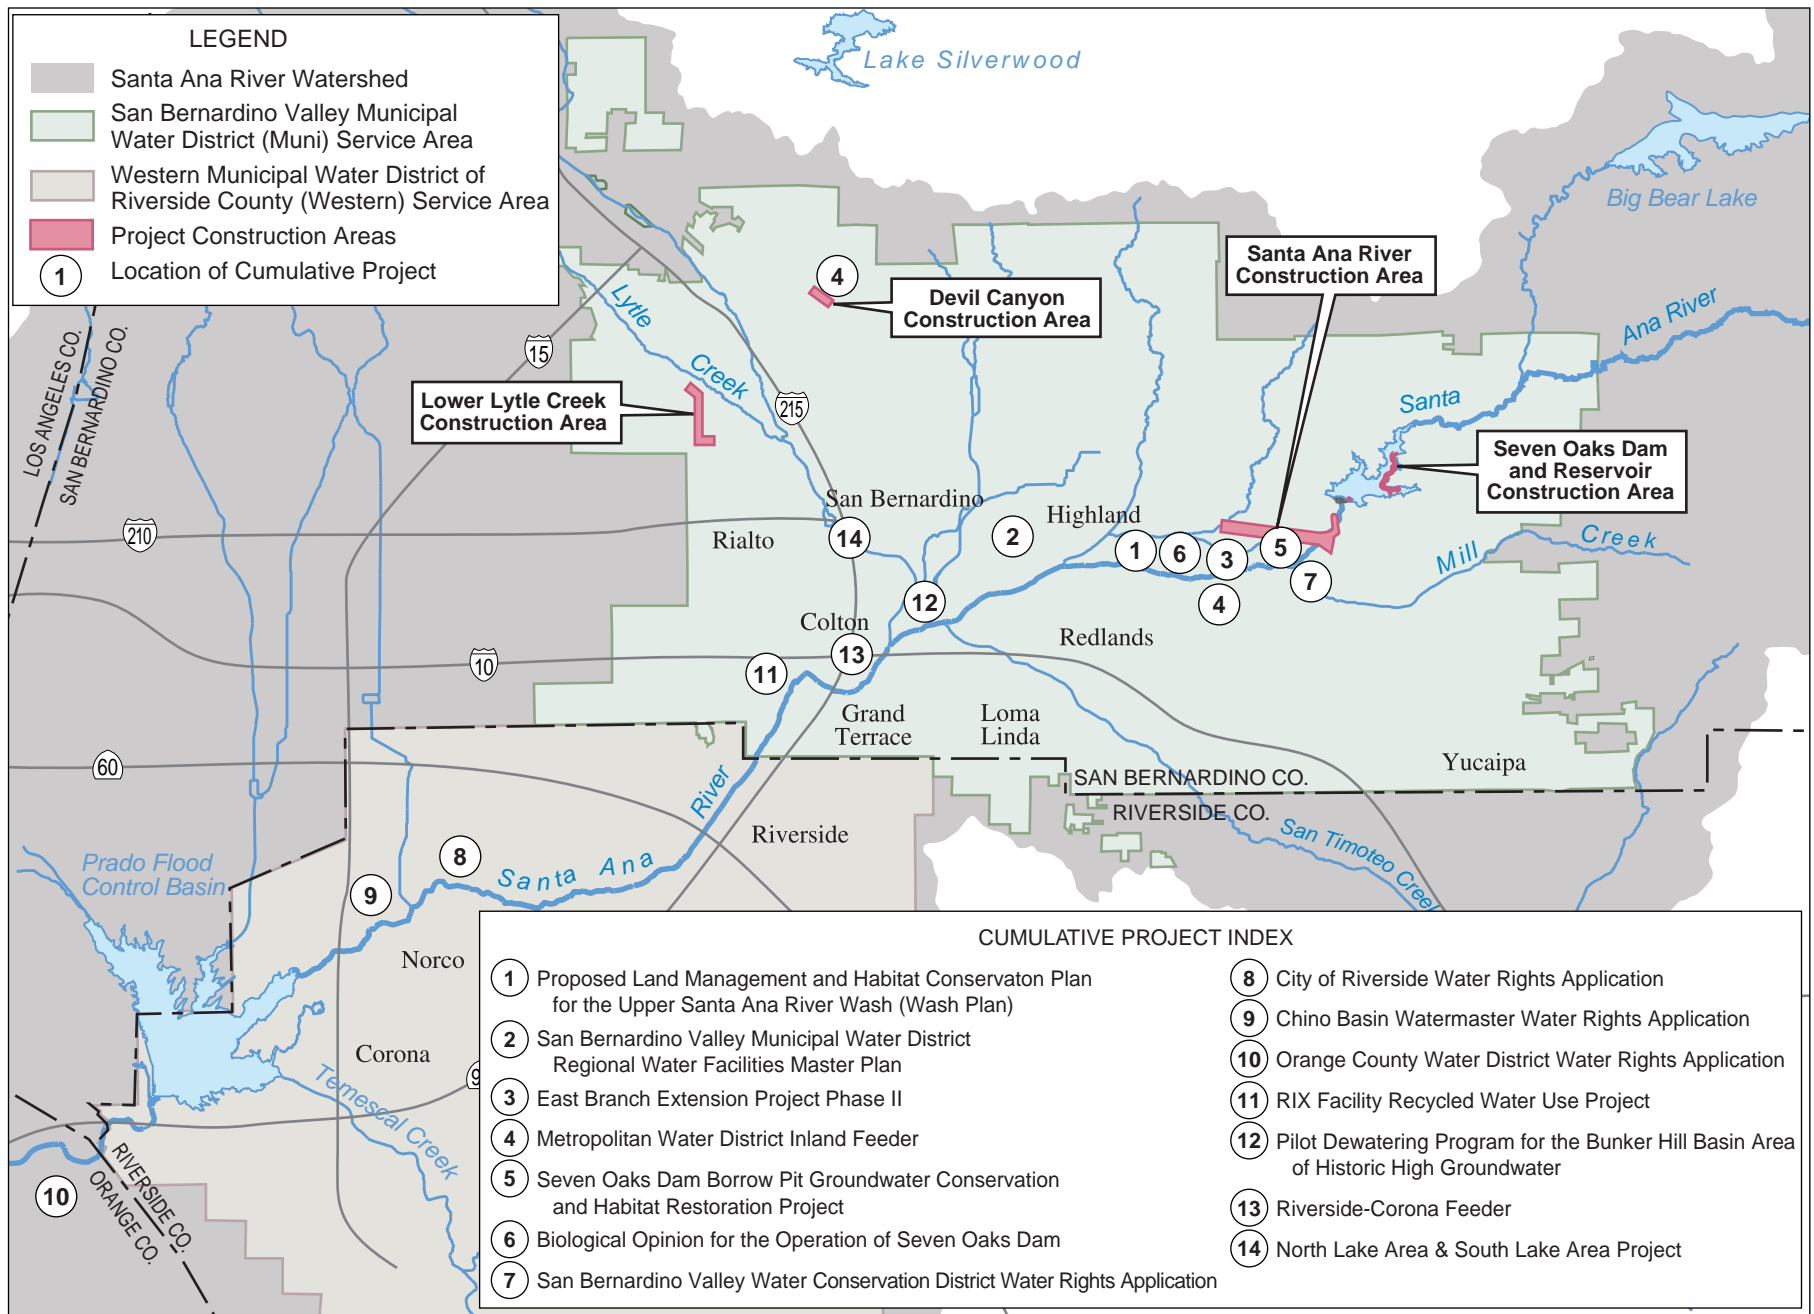 LEGEND
Santa Ana River Watershed
San Bernardino Valley Municipal
Water District (Muni) Service Area
Western Municipal Water District of
Riverside County (Western) Service Area
Project Construction Areas
1 Location of Cumulative Project
Lake Silverwood
Big Bear Lake
Santa Ana River
Construction Area
4
Devil Canyon
Construction Area
Lytle
Creek
Ana River
Santa
15
215
LOS ANGELES CO.
SAN BERNARDINO CO.
Lower Lytle Creek
Construction Area
Seven Oaks Dam
and Reservoir
Construction Area
San Bernardino
Highland
210
Rialto
14
2
1
6
3
5
7
4
Mill
Creek
12
Colton
13
Redlands
10
11
Grand
Terrace
Loma
Linda
Yucaipa
60
SAN BERNARDINO CO.
RIVERSIDE CO.
River
Riverside
San Timoteo Creek
Prado Flood
Control Basin
8
Santa Ana
9
Norco
Corona
9
Temescal Creek
RIVERSIDE CO.
ORANGE CO.
10
CUMULATIVE PROJECT INDEX
1 Proposed Land Management and Habitat Conservaton Plan
for the Upper Santa Ana River Wash (Wash Plan)
2 San Bernardino Valley Municipal Water District
Regional Water Facilities Master Plan
3 East Branch Extension Project Phase II
4 Metropolitan Water District Inland Feeder
5 Seven Oaks Dam Borrow Pit Groundwater Conservation
and Habitat Restoration Project
6 Biological Opinion for the Operation of Seven Oaks Dam
7 San Bernardino Valley Water Conservation District Water Rights Application
8 City of Riverside Water Rights Application
9 Chino Basin Watermaster Water Rights Application
10 Orange County Water District Water Rights Application
11 RIX Facility Recycled Water Use Project
12 Pilot Dewatering Program for the Bunker Hill Basin Area
of Historic High Groundwater
13 Riverside-Corona Feeder
14 North Lake Area & South Lake Area Project